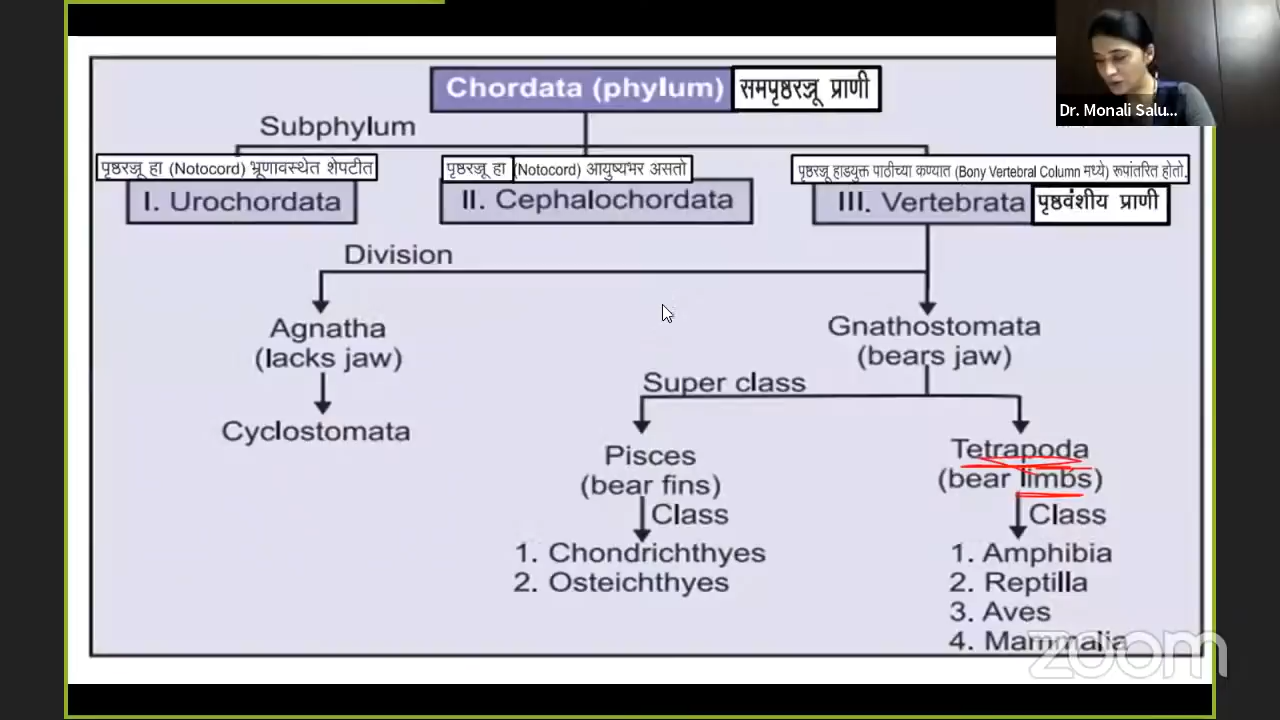 Chordata (phylum) समपृष्ठरज्जू प्राणी
Dr. Monali Salu...
Subphylum
पृष्ठरज्जू हा (Notocord) भ्रूणावस्थेत शेपटीत
पृष्ठरज्जू हा (Notocord) आयुष्यभर असतो
पृष्ठरज्जू हाडयुक्त पाठीच्या कण्यात (Bony Vertebral Column मध्ये) रूपांतरित होतो.
I. Urochordata
II. Cephalochordata
III. Vertebrata पृष्ठवंशीय प्राणी
Division
Agnatha
(lacks jaw)
Cyclostomata
Gnathostomata
(bears jaw)
Super class
Pisces
(bear fins)
Class
1. Chondrichthyes
2. Osteichthyes
Tetrapoda
(bear limbs)
Class
1. Amphibia
2. Reptilla
3. Aves
4. Mammalia
zoom